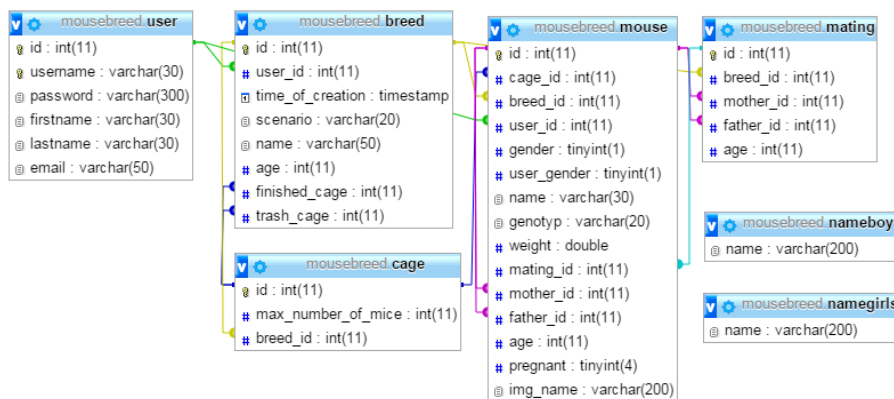 mousebreed.user
id : int(11)
username : varchar(30)
password : varchar(300)
firstname : varchar(30)
lastname : varchar(30)
email : varchar(50)
mousebreed.breed
id : int(11)
user_id : int(11)
time_of_creation : timestamp
scenario : varchar(20)
name : varchar(50)
age : int(11)
finished_cage : int(11)
trash_cage : int(11)
mousebreed.cage
id : int(11)
max_number_of_mice : int(11)
breed_id : int(11)
mousebreed.mouse
id : int(11)
cage_id : int(11)
breed_id : int(11)
user_id : int(11)
gender : tinyint(1)
user_gender : tinyint(1)
name : varchar(30)
genotyp : varchar(20)
weight : double
mating_id : int(11)
mother_id : int(11)
father_id : int(11)
age : int(11)
pregnant : tinyint(4)
img_name : varchar(200)
mousebreed.mating
id : int(11)
breed_id : int(11)
mother_id : int(11)
father_id : int(11)
age : int(11)
mousebreed.nameboy
name : varchar(200)
mousebreed.namegirls
name : varchar(200)